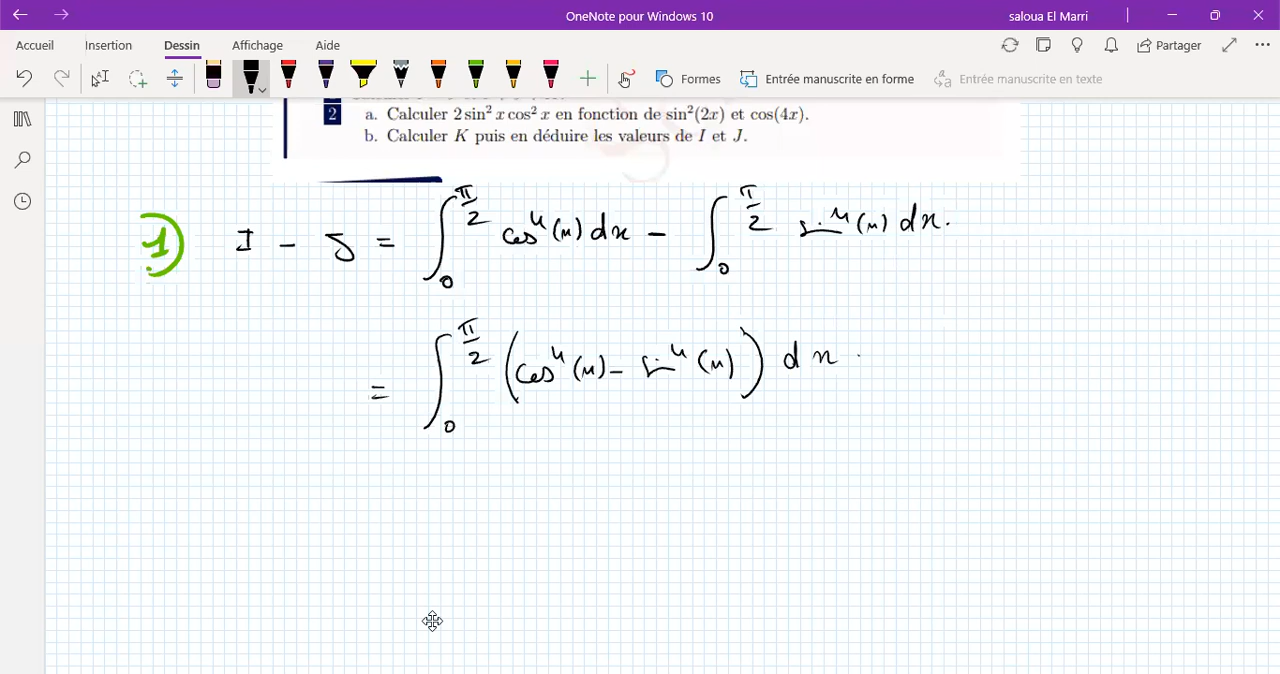 OneNote pour Windows 10
saloua El Marri
Accueil Insertion Dessin Affichage Aide
Partager
Formes Entrée manuscrite en forme Entrée manuscrite en texte
2 a. Calculer 2 sin² x cos² x en fonction de sin²(2x) et cos(4x).
b. Calculer K puis en déduire les valeurs de I et J.
1) I - J = ∫₀^{π/2} cos⁴(x) dx - ∫₀^{π/2} sin⁴(x) dx.
= ∫₀^{π/2} (cos⁴(x) - sin⁴(x)) dx.